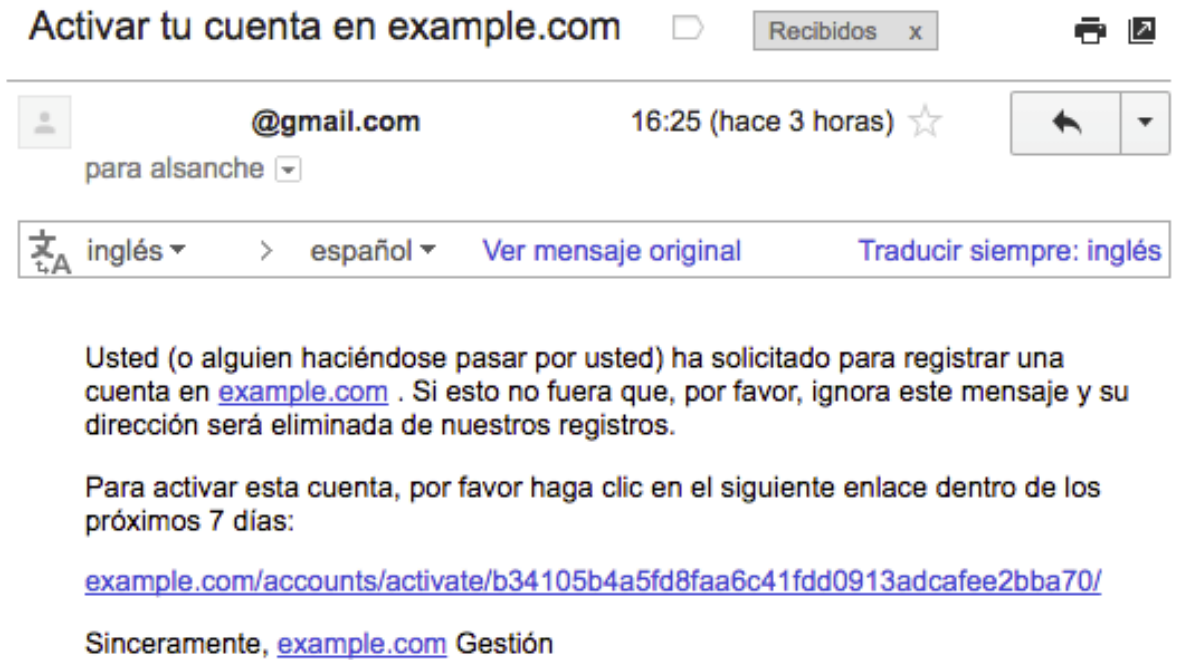 Activar tu cuenta en example.com
Recibidos x
@gmail.com 16:25 (hace 3 horas)
para alsanche
inglés > español Ver mensaje original Traducir siempre: inglés
Usted (o alguien haciéndose pasar por usted) ha solicitado para registrar una
cuenta en example.com . Si esto no fuera que, por favor, ignora este mensaje y su
dirección será eliminada de nuestros registros.
Para activar esta cuenta, por favor haga clic en el siguiente enlace dentro de los
próximos 7 días:
example.com/accounts/activate/b34105b4a5fd8faa6c41fdd0913adcafee2bba70/
Sinceramente, example.com Gestión